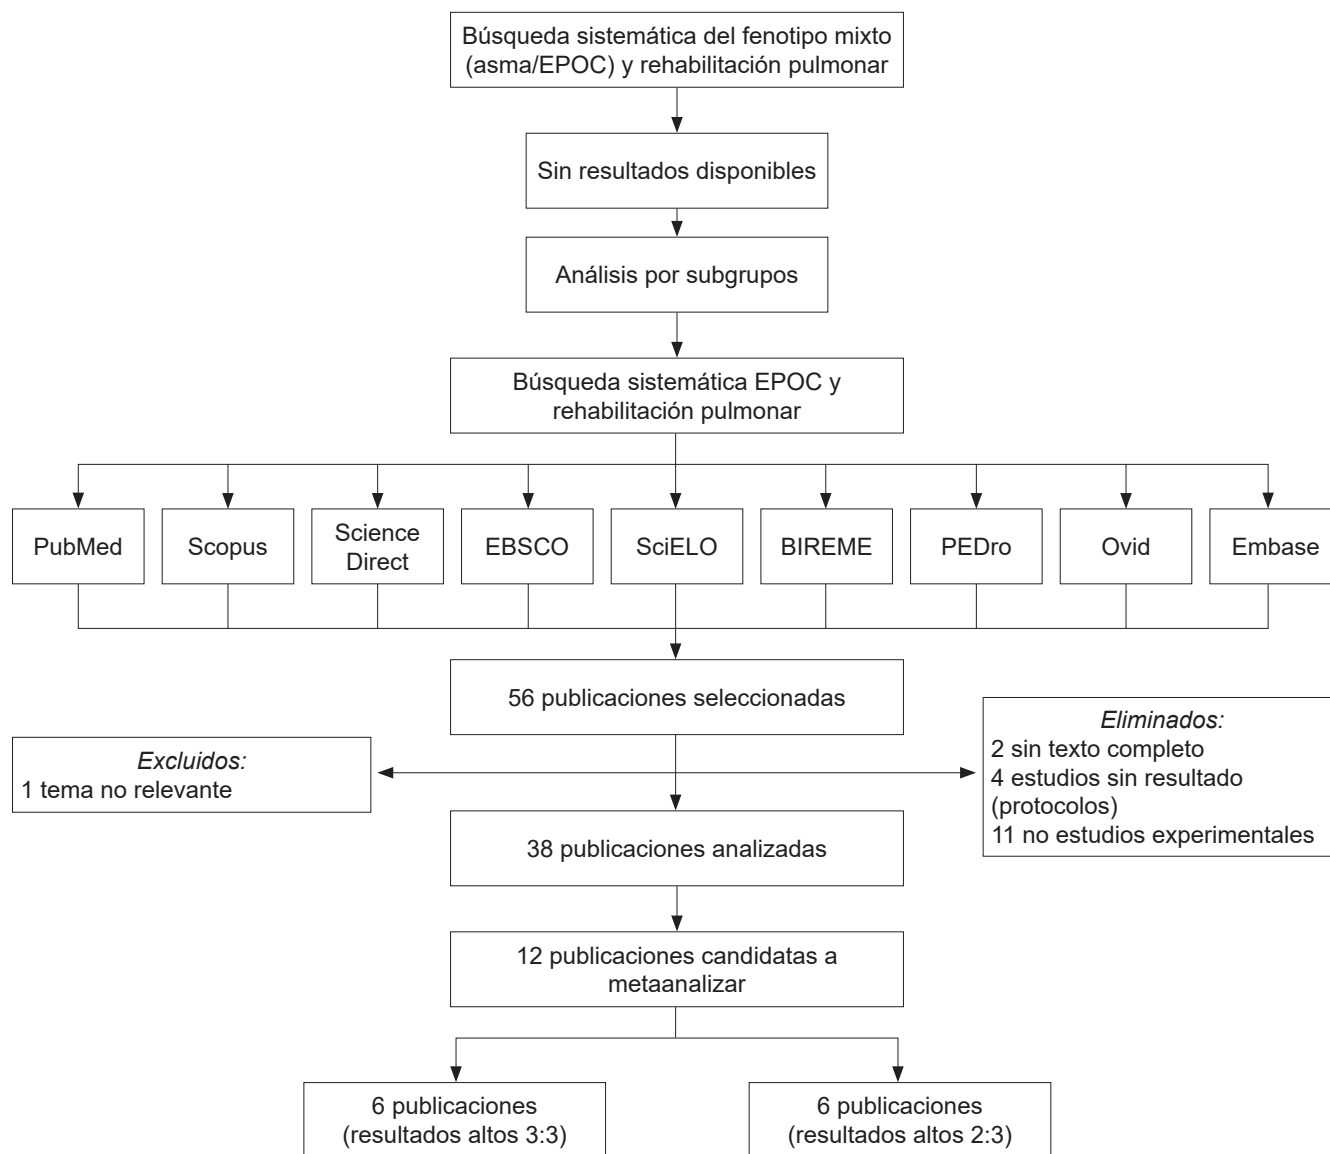 Búsqueda sistemática del fenotipo mixto
(asma/EPOC) y rehabilitación pulmonar
Sin resultados disponibles
Análisis por subgrupos
Búsqueda sistemática EPOC y
rehabilitación pulmonar
PubMed
Scopus
Science
Direct
EBSCO
SciELO
BIREME
PEDro
Ovid
Embase
56 publicaciones seleccionadas
Excluidos:
1 tema no relevante
Eliminados:
2 sin texto completo
4 estudios sin resultado
(protocolos)
11 no estudios experimentales
38 publicaciones analizadas
12 publicaciones candidatas a
metaanalizar
6 publicaciones
(resultados altos 3:3)
6 publicaciones
(resultados altos 2:3)